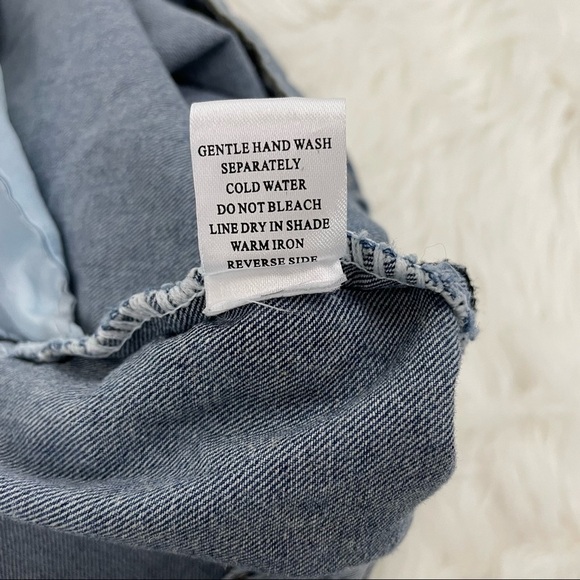 GENTLE HAND WASH
SEPARATELY
COLD WATER
DO NOT BLEACH
LINE DRY IN SHADE
WARM IRON
REVERSE SIDE